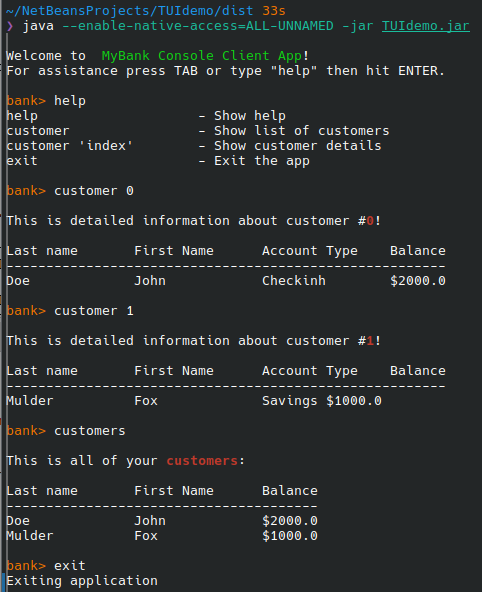 ~/NetBeansProjects/TUIdemo/dist 33s
❯ java --enable-native-access=ALL-UNNAMED -jar TUIdemo.jar
Welcome to  MyBank Console Client App!
For assistance press TAB or type "help" then hit ENTER.
bank> help
help                    - Show help
customer                - Show list of customers
customer 'index'        - Show customer details
exit                    - Exit the app
bank> customer 0
This is detailed information about customer #0!
Last name       First Name      Account Type    Balance
-------------------------------------------------------
Doe             John            Checkinh        $2000.0
bank> customer 1
This is detailed information about customer #1!
Last name       First Name      Account Type    Balance
-------------------------------------------------------
Mulder          Fox             Savings $1000.0
bank> customers
This is all of your customers:
Last name       First Name      Balance
---------------------------------------
Doe             John            $2000.0
Mulder          Fox             $1000.0
bank> exit
Exiting application